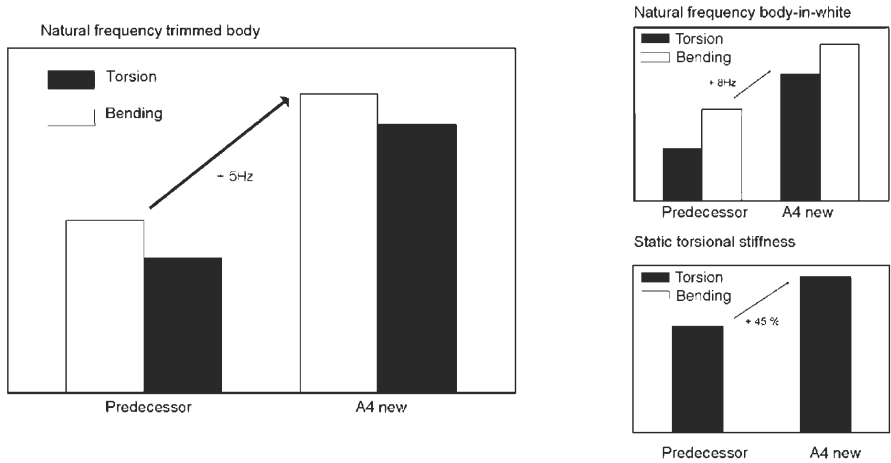 Natural frequency trimmed body
Torsion
Bending
+ 5Hz
Predecessor
A4 new
Natural frequency body-in-white
Torsion
Bending
+ 8Hz
Predecessor
A4 new
Static torsional stiffness
Torsion
Bending
+ 45 %
Predecessor
A4 new